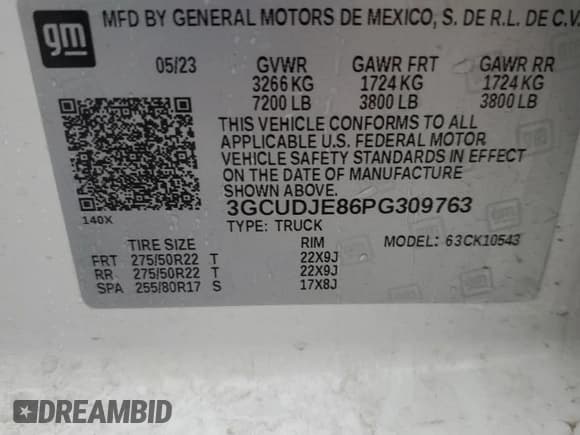 gm
MFD BY GENERAL MOTORS DE MEXICO, S. DE R.L. DE C.V.
05/23 GVWR GAWR FRT GAWR RR
3266 KG 1724 KG 1724 KG
7200 LB 3800 LB 3800 LB
THIS VEHICLE CONFORMS TO ALL
APPLICABLE U.S. FEDERAL MOTOR
VEHICLE SAFETY STANDARDS IN EFFECT
ON THE DATE OF MANUFACTURE
SHOWN ABOVE.
3GCUDJE86PG309763
140X
TYPE: TRUCK
TIRE SIZE RIM MODEL: 63CK10543
FRT 275/50R22 T 22X9J
RR 275/50R22 T 22X9J
SPA 255/80R17 S 17X8J
DREAMBID